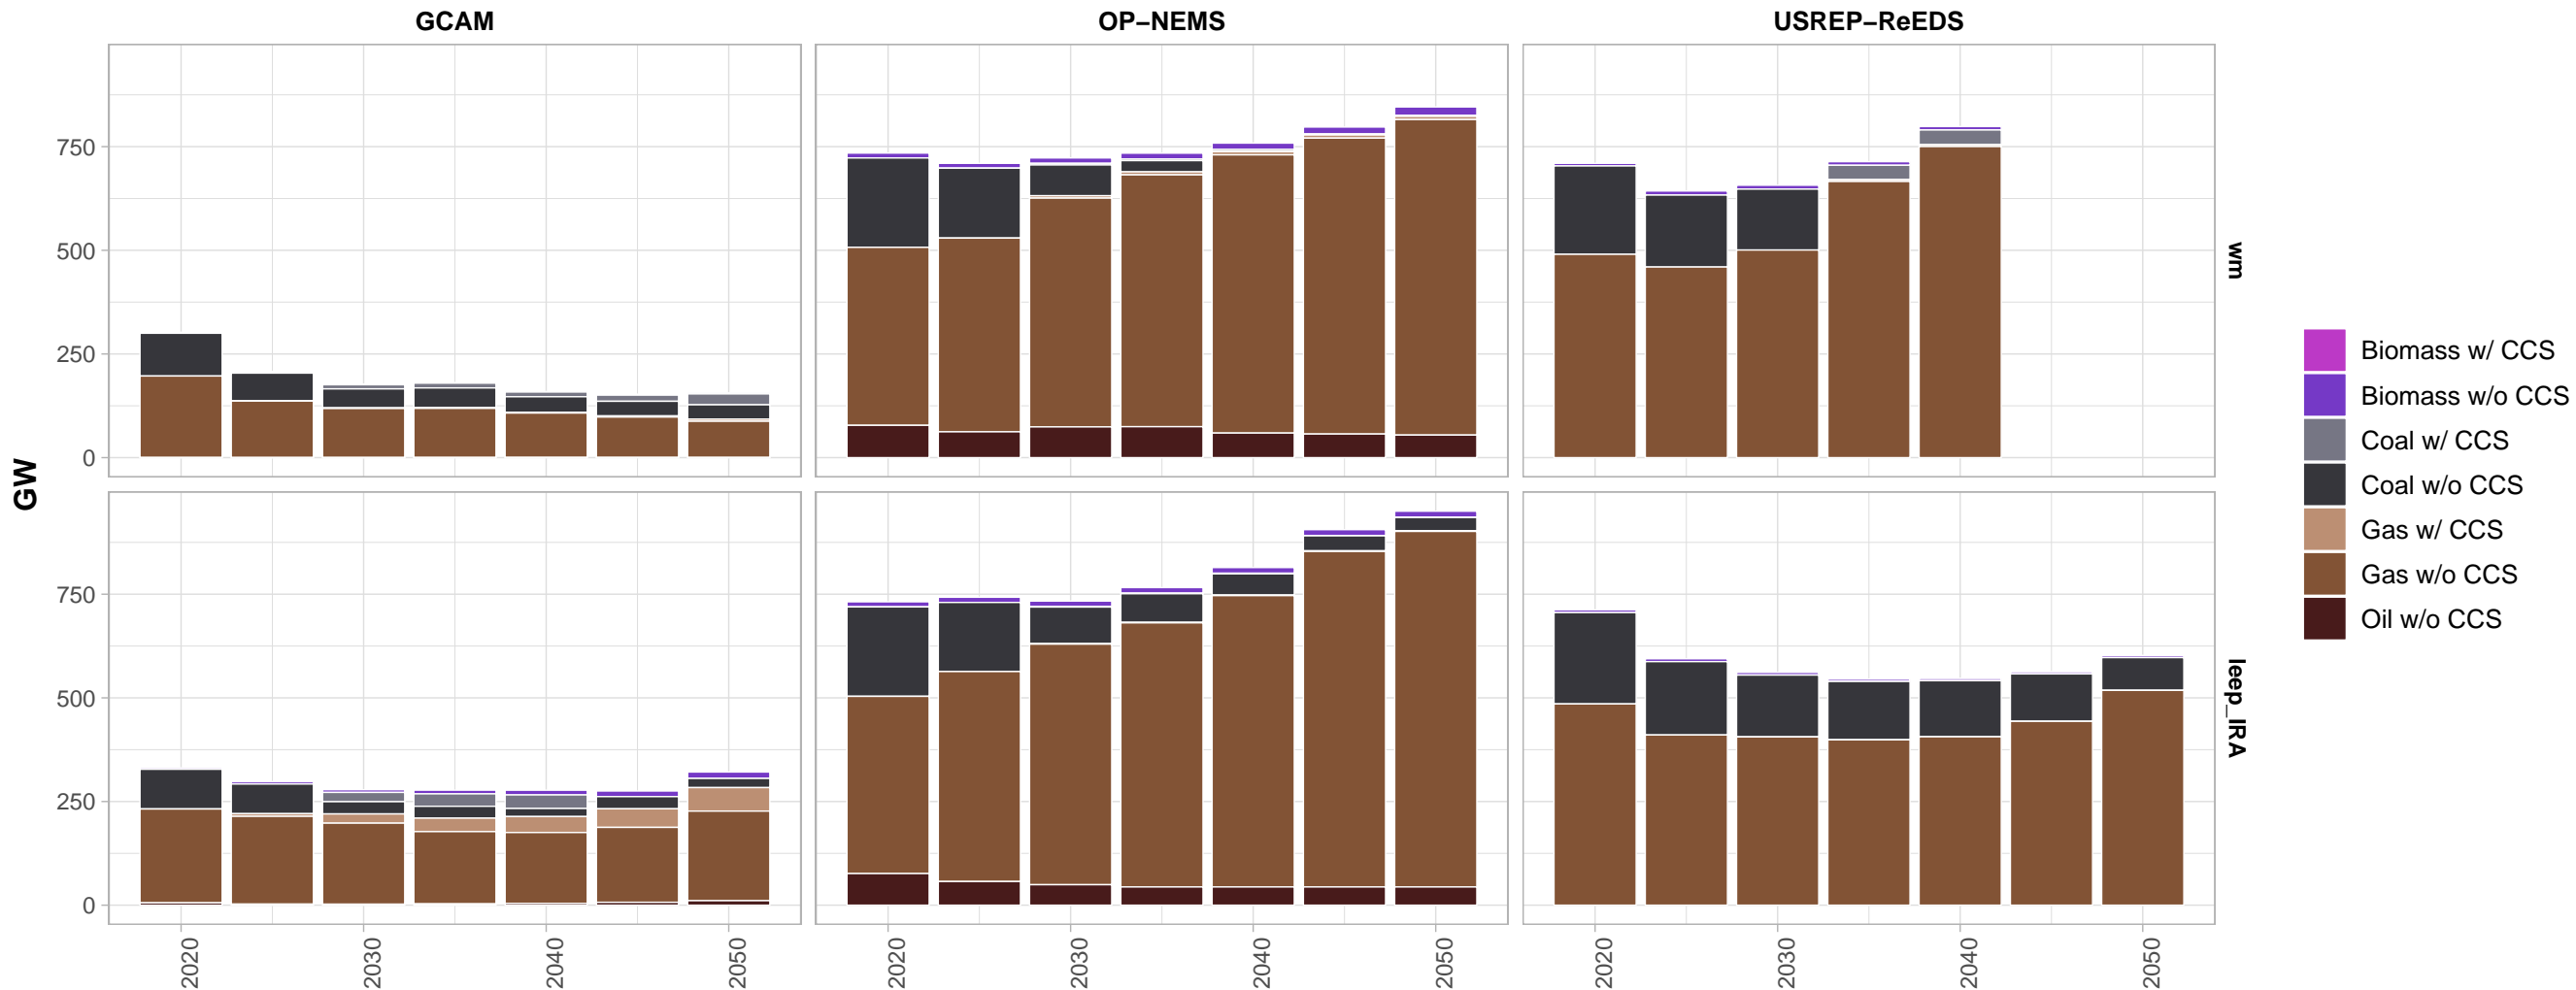 GCAM OP−NEMS USREP−ReEDS
GW
750
500
250
0
wm
750
500
250
0
leep_IRA
2020 2030 2040 2050 2020 2030 2040 2050 2020 2030 2040 2050
Biomass w/ CCS
Biomass w/o CCS
Coal w/ CCS
Coal w/o CCS
Gas w/ CCS
Gas w/o CCS
Oil w/o CCS